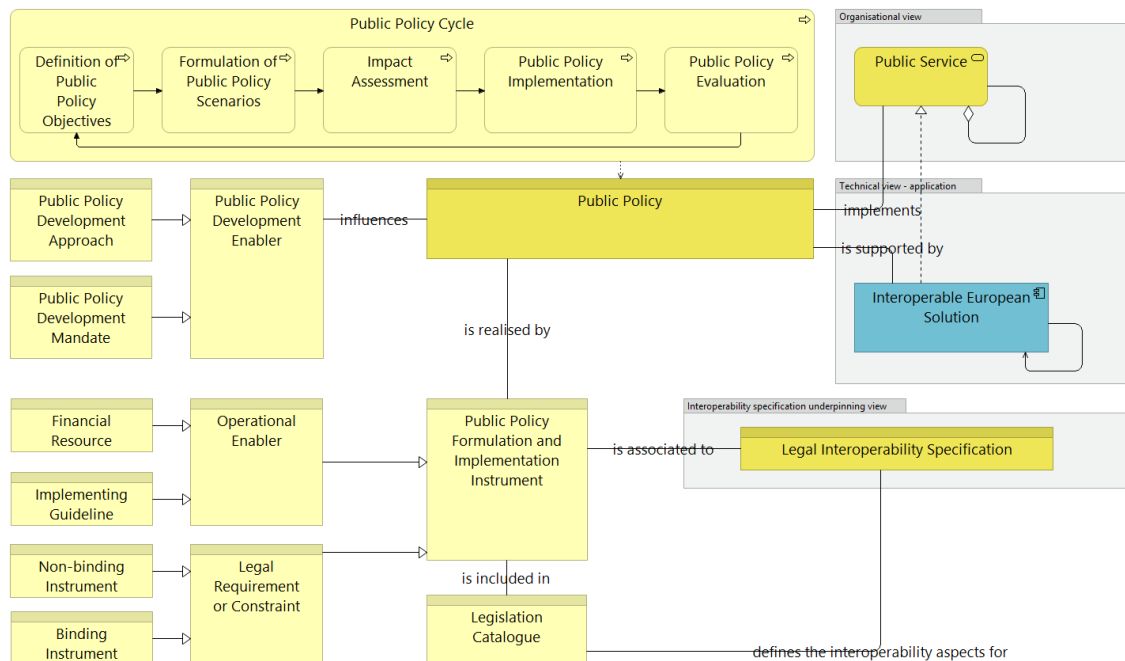 Public Policy Cycle
Definition of
Public
Policy
Objectives
Formulation of
Public Policy
Scenarios
Impact
Assessment
Public Policy
Implementation
Public Policy
Evaluation
Organisational view
Public Service
Public Policy
Development
Approach
Public Policy
Development
Enabler
influences
Public Policy
Technical view - application
implements
is supported by
Public Policy
Development
Mandate
Interoperable European
Solution
is realised by
Financial
Resource
Operational
Enabler
Public Policy
Formulation and
Implementation
Instrument
Interoperability specification underpinning view
is associated to
Legal Interoperability Specification
Implementing
Guideline
Non-binding
Instrument
Legal
Requirement
or Constraint
is included in
Binding
Instrument
Legislation
Catalogue
defines the interoperability aspects for